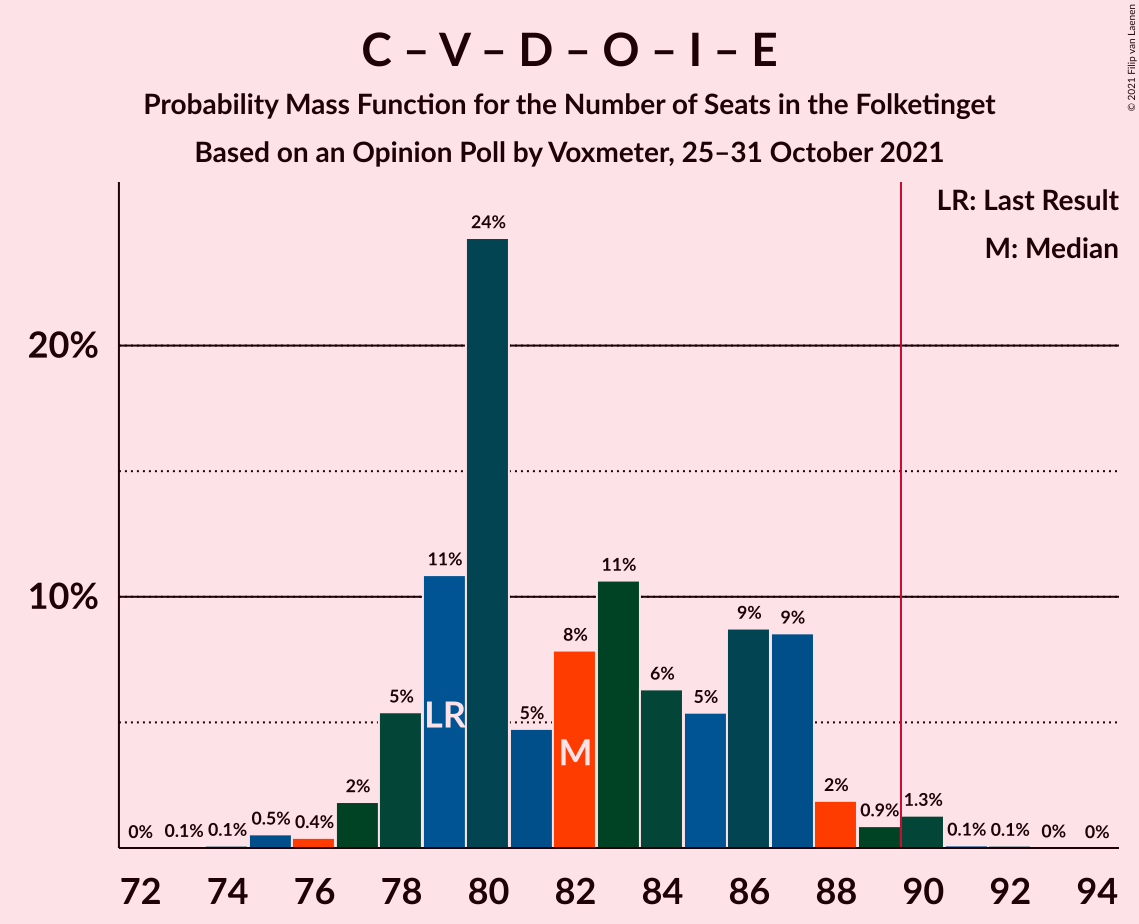 C – V – D – O – I – E
Probability Mass Function for the Number of Seats in the Folketinget
Based on an Opinion Poll by Voxmeter, 25–31 October 2021
© 2021 Filip van Laenen
LR: Last Result
M: Median
20%
10%
0%
0.1%
0.1%
0.5%
0.4%
2%
5%
11%
24%
5%
8%
11%
6%
5%
9%
9%
2%
0.9%
1.3%
0.1%
0.1%
0%
0%
LR
M
72 74 76 78 80 82 84 86 88 90 92 94